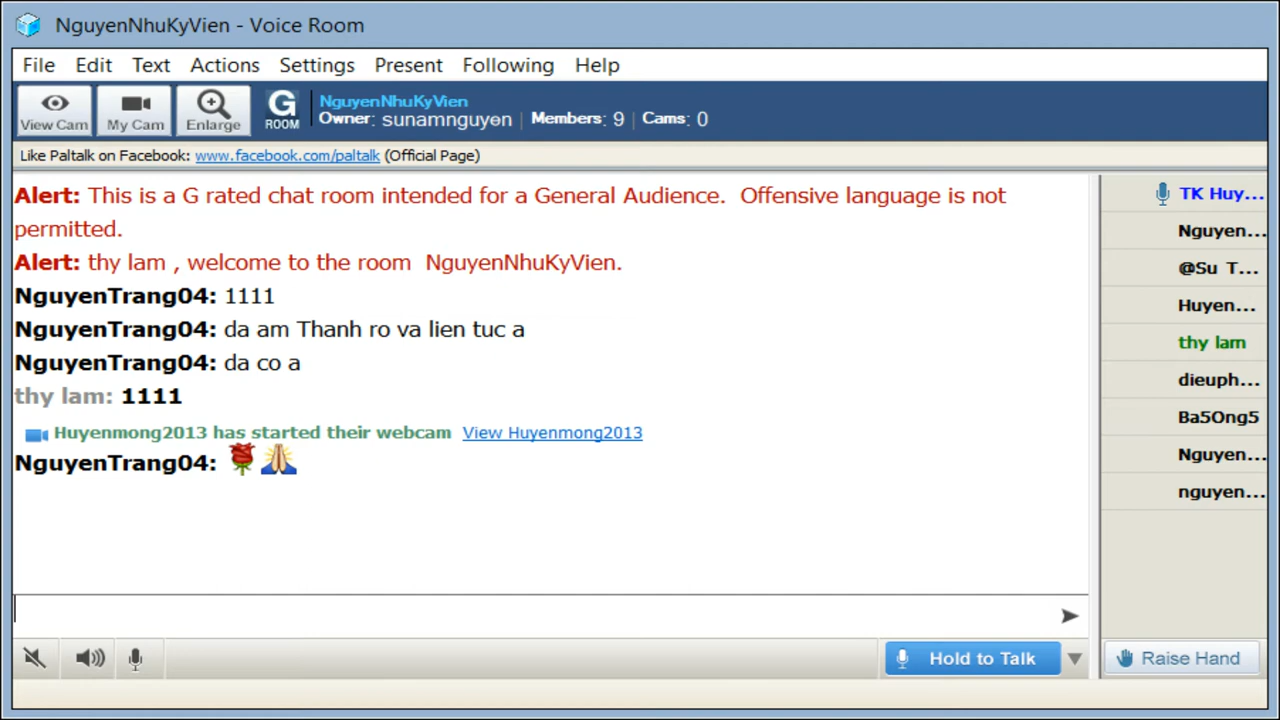 NguyenNhuKyVien - Voice Room
File Edit Text Actions Settings Present Following Help
View Cam My Cam Enlarge G ROOM
NguyenNhuKyVien
Owner: sunamnguyen | Members: 9 | Cams: 0
Like Paltalk on Facebook: www.facebook.com/paltalk (Official Page)
Alert: This is a G rated chat room intended for a General Audience. Offensive language is not
permitted.
Alert: thy lam , welcome to the room NguyenNhuKyVien.
NguyenTrang04: 1111
NguyenTrang04: da am Thanh ro va lien tuc a
NguyenTrang04: da co a
thy lam: 1111
Huyenmong2013 has started their webcam View Huyenmong2013
NguyenTrang04: 🌹🙏
TK Huy...
Nguyen...
@Su T...
Huyen...
thy lam
dieuph...
Ba5Ong5
Nguyen...
nguyen...
Hold to Talk
Raise Hand